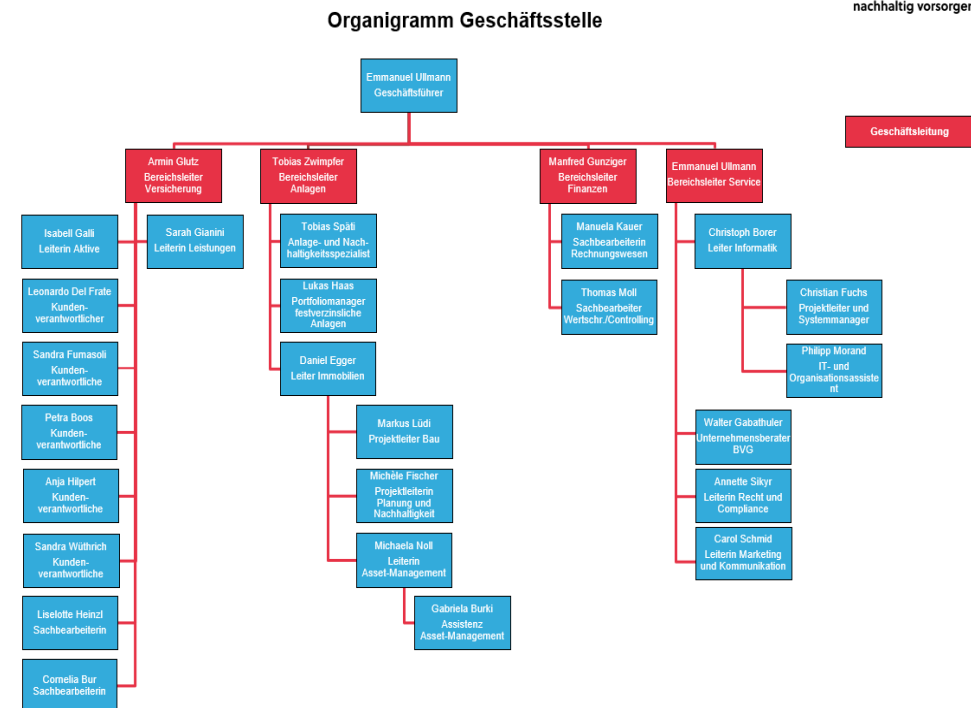 nachhaltig vorsorgen
Organigramm Geschäftsstelle
Emmanuel Ullmann
Geschäftsführer
Geschäftsleitung
Armin Glutz
Bereichsleiter
Versicherung
Tobias Zwimpfer
Bereichsleiter
Anlagen
Manfred Gunziger
Bereichsleiter
Finanzen
Emmanuel Ullmann
Bereichsleiter Service
Isabell Galli
Leiterin Aktive
Sarah Gianini
Leiterin Leistungen
Leonardo Del Frate
Kunden-
verantwortlicher
Sandra Fumasoli
Kunden-
verantwortliche
Petra Boos
Kunden-
verantwortliche
Anja Hilpert
Kunden-
verantwortliche
Sandra Wüthrich
Kunden-
verantwortliche
Liselotte Heinzl
Sachbearbeiterin
Cornelia Bur
Sachbearbeiterin
Tobias Späti
Anlage- und Nach-
haltigkeitsspezialist
Lukas Haas
Portfoliomanager
festverzinsliche
Anlagen
Daniel Egger
Leiter Immobilien
Markus Lüdi
Projektleiter Bau
Michèle Fischer
Projektleiterin
Planung und
Nachhaltigkeit
Michaela Noll
Leiterin
Asset-Management
Gabriela Burki
Assistenz
Asset-Management
Manuela Kauer
Sachbearbeiterin
Rechnungswesen
Thomas Moll
Sachbearbeiter
Wertschr./Controlling
Christoph Borer
Leiter Informatik
Christian Fuchs
Projektleiter und
Systemmanager
Philipp Morand
IT- und
Organisationsassiste
nt
Walter Gabathuler
Unternehmensberater
BVG
Annette Sikyr
Leiterin Recht und
Compliance
Carol Schmid
Leiterin Marketing
und Kommunikation